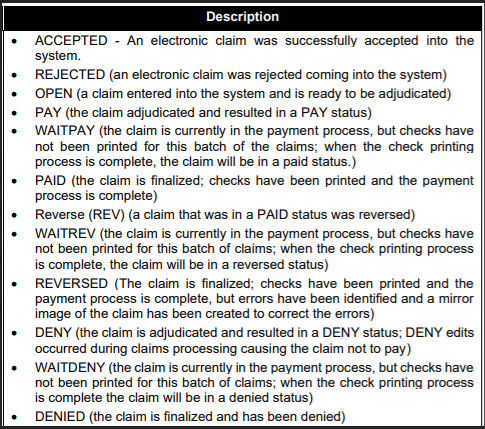 Description
• ACCEPTED - An electronic claim was successfully accepted into the
system.
• REJECTED (an electronic claim was rejected coming into the system)
• OPEN (a claim entered into the system and is ready to be adjudicated)
• PAY (the claim adjudicated and resulted in a PAY status)
• WAITPAY (the claim is currently in the payment process, but checks have
not been printed for this batch of the claims; when the check printing
process is complete, the claim will be in a paid status.)
• PAID (the claim is finalized; checks have been printed and the payment
process is complete)
• Reverse (REV) (a claim that was in a PAID status was reversed)
• WAITREV (the claim is currently in the payment process, but checks have
not been printed for this batch of claims; when the check printing process
is complete, the claim will be in a reversed status)
• REVERSED (The claim is finalized; checks have been printed and the
payment process is complete, but errors have been identified and a mirror
image of the claim has been created to correct the errors)
• DENY (the claim is adjudicated and resulted in a DENY status; DENY edits
occurred during claims processing causing the claim not to pay)
• WAITDENY (the claim is currently in the payment process, but checks have
not been printed for this batch of claims; when the check printing process
is complete the claim will be in a denied status)
• DENIED (the claim is finalized and has been denied)